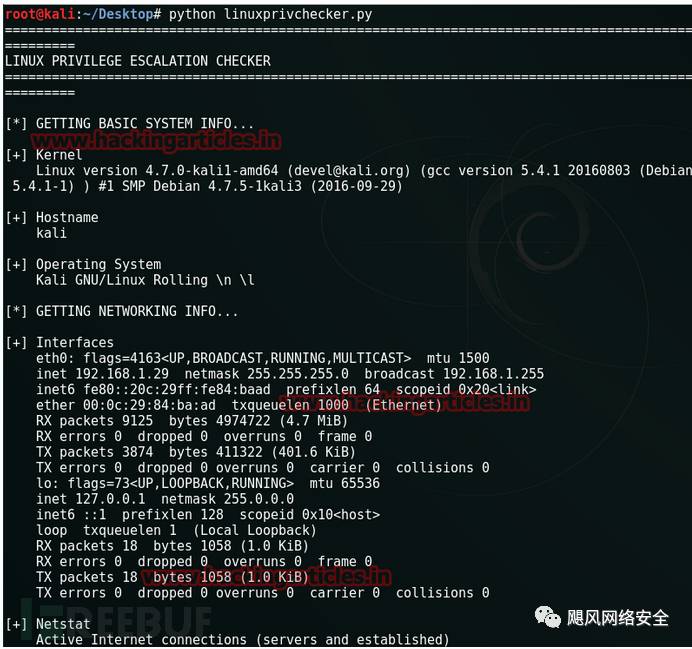 root@kali:~/Desktop# python linuxprivchecker.py
=================================================================================================
=========
LINUX PRIVILEGE ESCALATION CHECKER
=================================================================================================
=========
[*] GETTING BASIC SYSTEM INFO...
www.hackingarticles.in
[+] Kernel
Linux version 4.7.0-kali1-amd64 (devel@kali.org) (gcc version 5.4.1 20160803 (Debian
5.4.1-1) ) #1 SMP Debian 4.7.5-1kali3 (2016-09-29)
[+] Hostname
kali
[+] Operating System
Kali GNU/Linux Rolling \n \l
[*] GETTING NETWORKING INFO...
[+] Interfaces
eth0: flags=4163<UP,BROADCAST,RUNNING,MULTICAST>  mtu 1500
inet 192.168.1.29  netmask 255.255.255.0  broadcast 192.168.1.255
inet6 fe80::20c:29ff:fe84:baad  prefixlen 64  scopeid 0x20<link>
www.hackingarticles.in
ether 00:0c:29:84:ba:ad  txqueuelen 1000  (Ethernet)
RX packets 9125  bytes 4974722 (4.7 MiB)
RX errors 0  dropped 0  overruns 0  frame 0
TX packets 3874  bytes 411322 (401.6 KiB)
TX errors 0  dropped 0 overruns 0  carrier 0  collisions 0
lo: flags=73<UP,LOOPBACK,RUNNING>  mtu 65536
inet 127.0.0.1  netmask 255.0.0.0
inet6 ::1  prefixlen 128  scopeid 0x10<host>
loop  txqueuelen 1  (Local Loopback)
RX packets 18  bytes 1058 (1.0 KiB)
RX errors 0  dropped 0  overruns 0  frame 0
TX packets 18  bytes 1058 (1.0 KiB)
www.hackingarticles.in
TX errors 0  dropped 0 overruns 0  carrier 0  collisions 0
[+] Netstat
Active Internet connections (servers and established)
FREEBUF
飓风网络安全